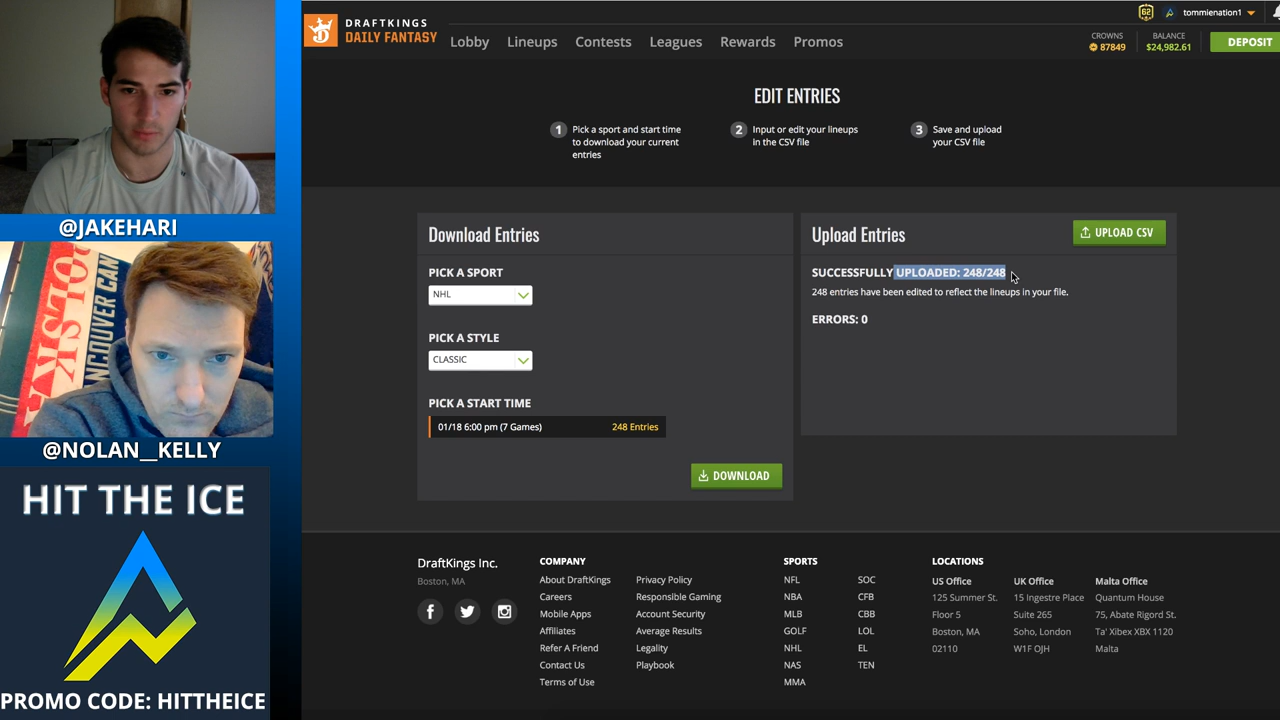 DRAFTKINGS
DAILY FANTASY
Lobby
Lineups
Contests
Leagues
Rewards
Promos
62
tommienation1
CROWNS
87849
BALANCE
$24,982.61
DEPOSIT
EDIT ENTRIES
1
Pick a sport and start time
to download your current
entries
2
Input or edit your lineups
in the CSV file
3
Save and upload
your CSV file
@JAKEHARI
VANCOUVER CAN
@NOLAN__KELLY
HIT THE ICE
PROMO CODE: HITTHEICE
Download Entries
PICK A SPORT
NHL
PICK A STYLE
CLASSIC
PICK A START TIME
01/18 6:00 pm (7 Games)
248 Entries
DOWNLOAD
Upload Entries
UPLOAD CSV
SUCCESSFULLY UPLOADED: 248/248
248 entries have been edited to reflect the lineups in your file.
ERRORS: 0
DraftKings Inc.
Boston, MA
COMPANY
About DraftKings
Careers
Mobile Apps
Affiliates
Refer A Friend
Contact Us
Terms of Use
Privacy Policy
Responsible Gaming
Account Security
Average Results
Legality
Playbook
SPORTS
NFL
NBA
MLB
GOLF
NHL
NAS
MMA
SOC
CFB
CBB
LOL
EL
TEN
LOCATIONS
US Office
125 Summer St.
Floor 5
Boston, MA
02110
UK Office
15 Ingestre Place
Suite 265
Soho, London
W1F OJH
Malta Office
Quantum House
75, Abate Rigord St.
Ta' Xibex XBX 1120
Malta